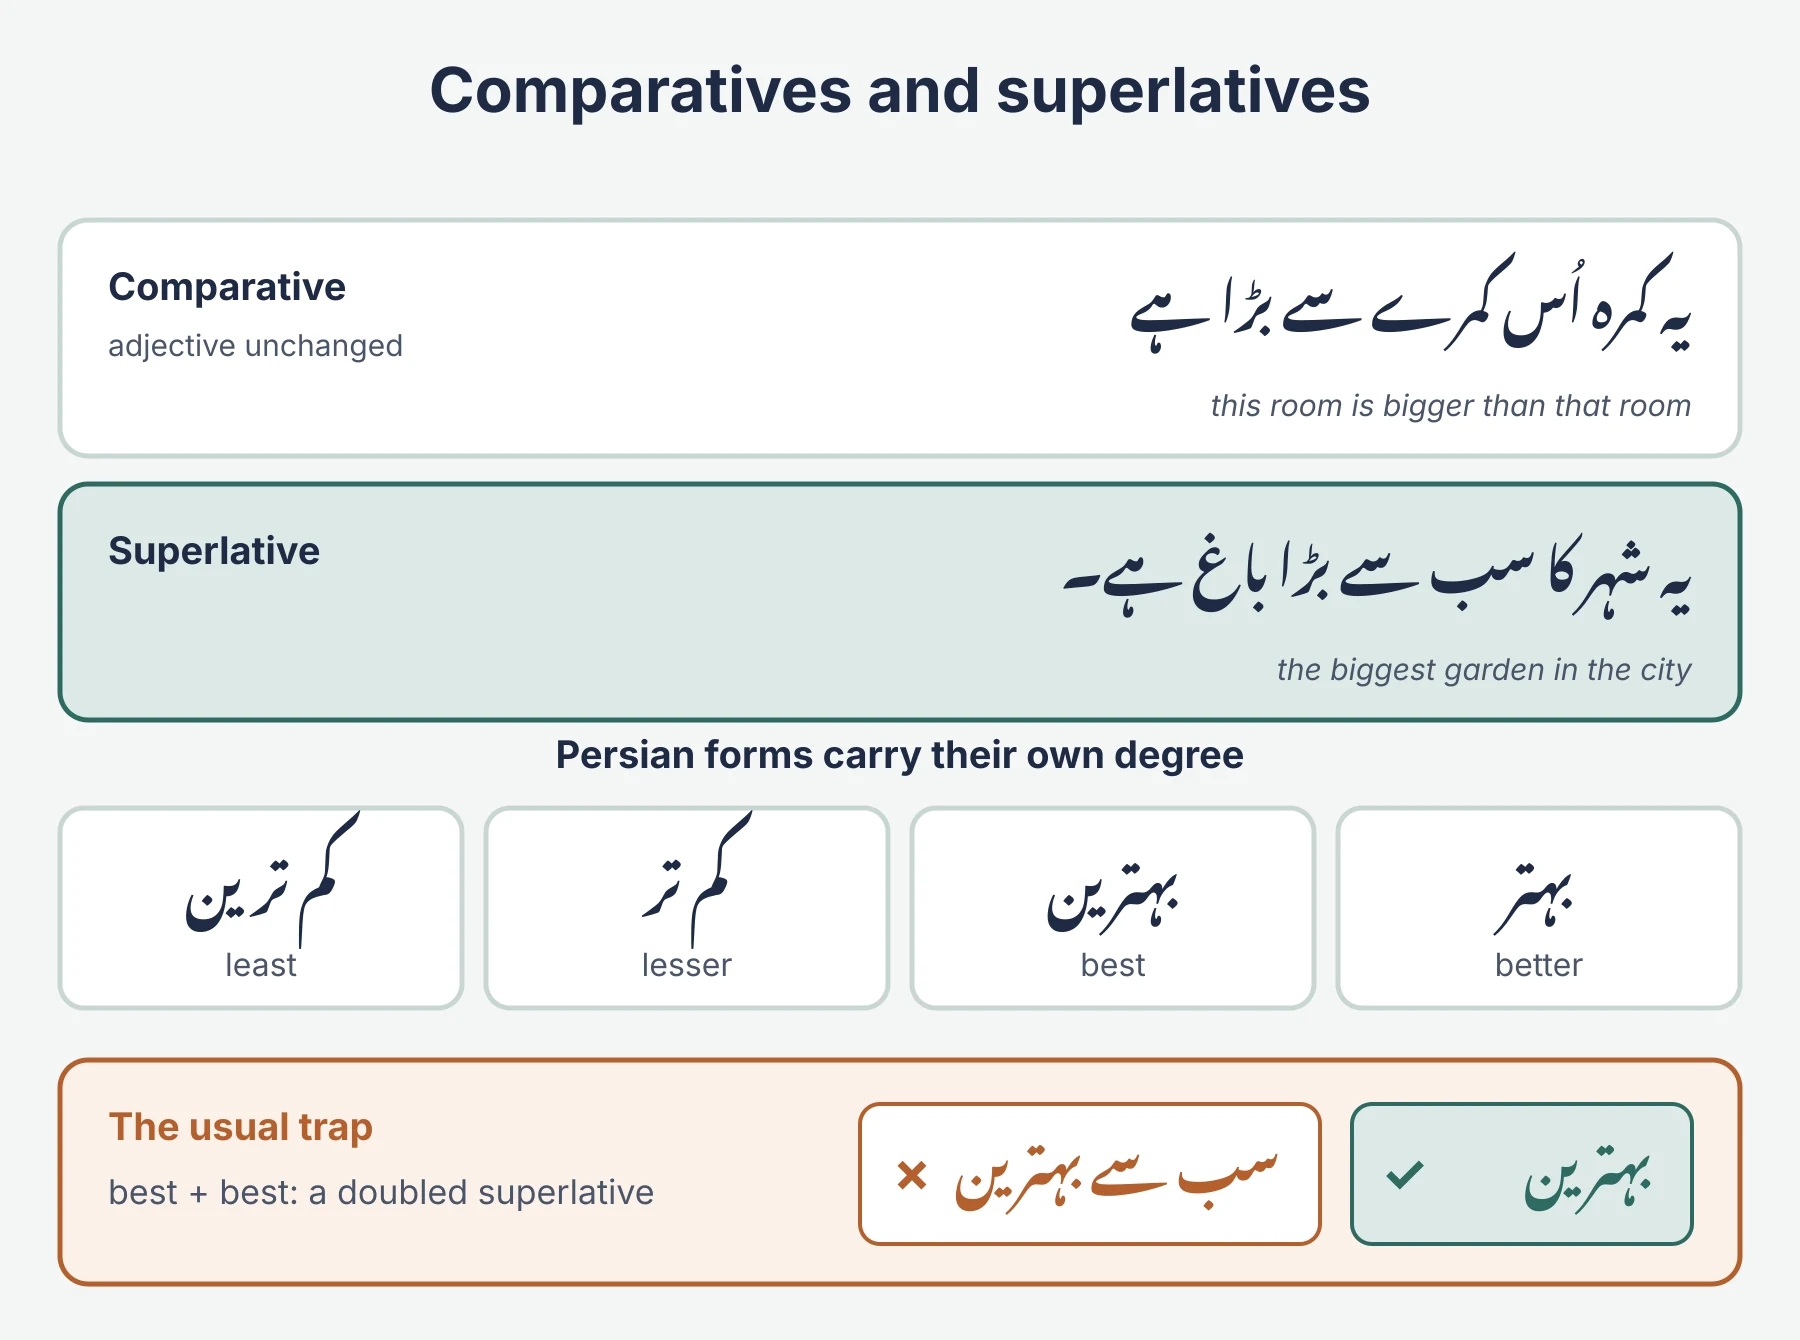 Comparatives and superlatives
Comparative
adjective unchanged
یہ کمرہ اُس کمرے سے بڑا ہے
this room is bigger than that room
Superlative
یہ شہر کا سب سے بڑا باغ ہے۔
the biggest garden in the city
Persian forms carry their own degree
بہتر
better
بہترین
best
کم تر
lesser
کم ترین
least
The usual trap
best + best: a doubled superlative
بہترین ✓
سب سے بہترین ✕